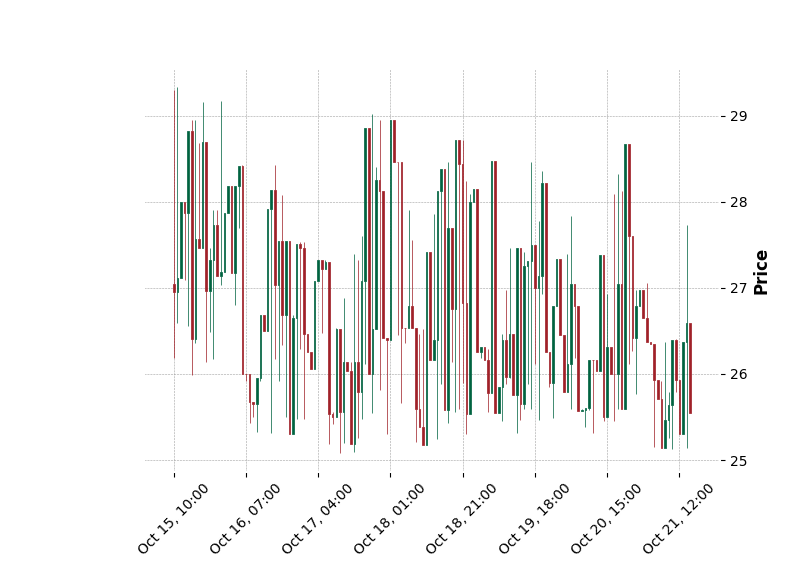 29
28
27
26
25
Price
Oct 15, 10:00
Oct 16, 07:00
Oct 17, 04:00
Oct 18, 01:00
Oct 18, 21:00
Oct 19, 18:00
Oct 20, 15:00
Oct 21, 12:00